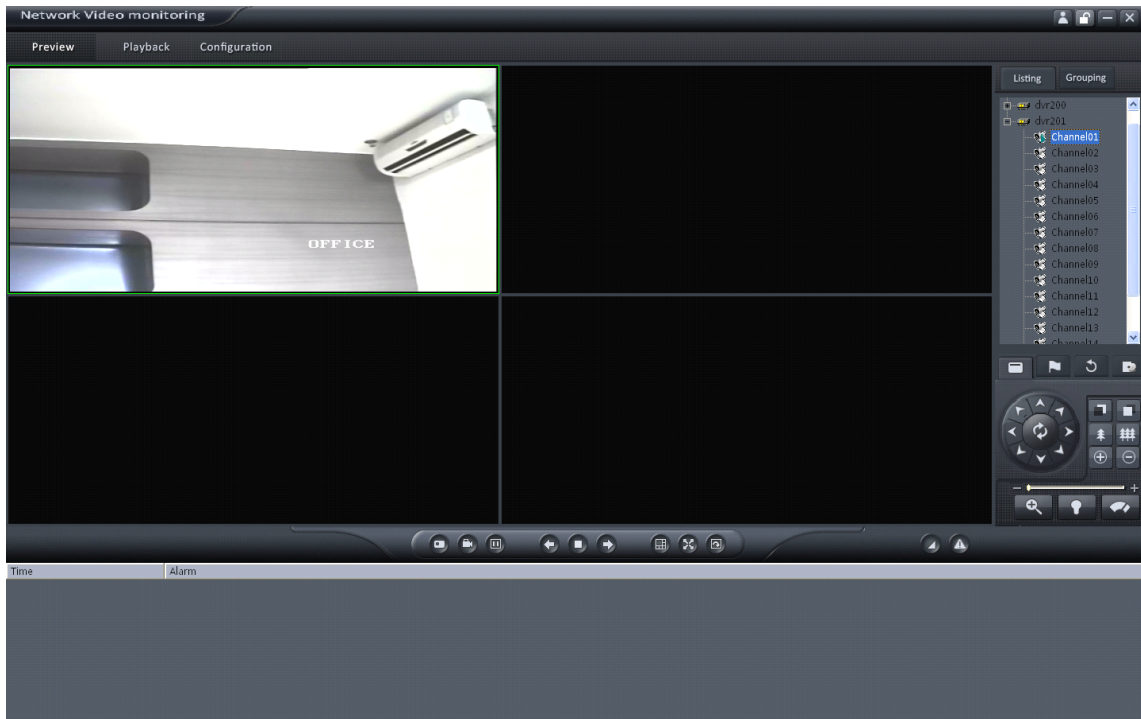 Network Video monitoring
Preview Playback Configuration
Listing Grouping
dvr200
dvr201
Channel01
Channel02
Channel03
Channel04
Channel05
Channel06
Channel07
Channel08
Channel09
Channel10
Channel11
Channel12
Channel13
Channel14
OFFICE
Time Alarm